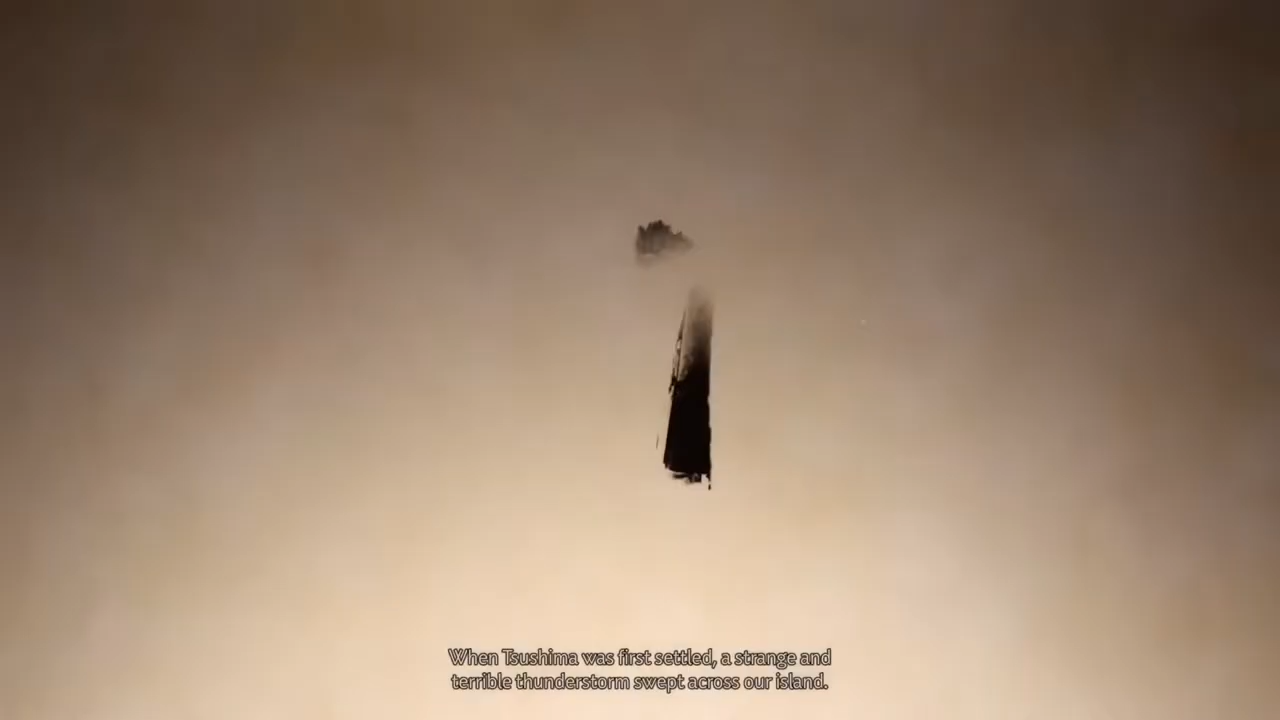 When Tsushima was first settled, a strange and
terrible thunderstorm swept across our island.